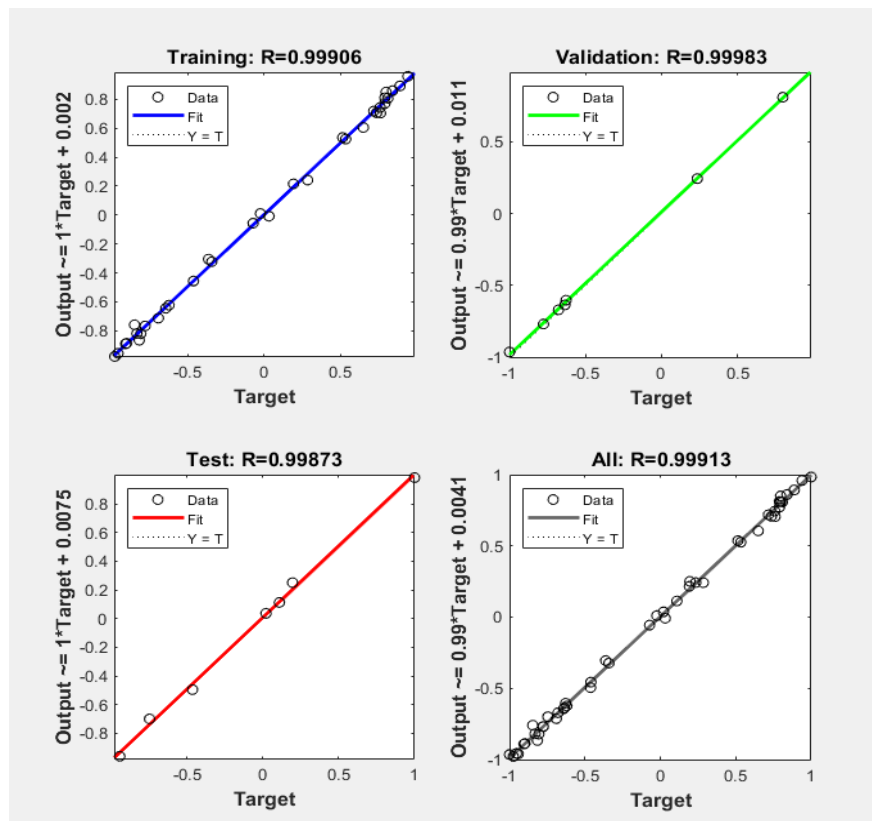 Training: R=0.99906
Output ~= 1*Target + 0.002
0.8
0.6
0.4
0.2
0
-0.2
-0.4
-0.6
-0.8
Data
Fit
Y = T
-0.5
0
0.5
Target
Validation: R=0.99983
Output ~= 0.99*Target + 0.011
0.5
0
-0.5
-1
Data
Fit
Y = T
-1
-0.5
0
0.5
Target
Test: R=0.99873
Output ~= 1*Target + 0.0075
0.8
0.6
0.4
0.2
0
-0.2
-0.4
-0.6
-0.8
Data
Fit
Y = T
-0.5
0
0.5
1
Target
All: R=0.99913
Output ~= 0.99*Target + 0.0041
1
0.5
0
-0.5
-1
Data
Fit
Y = T
-1
-0.5
0
0.5
1
Target